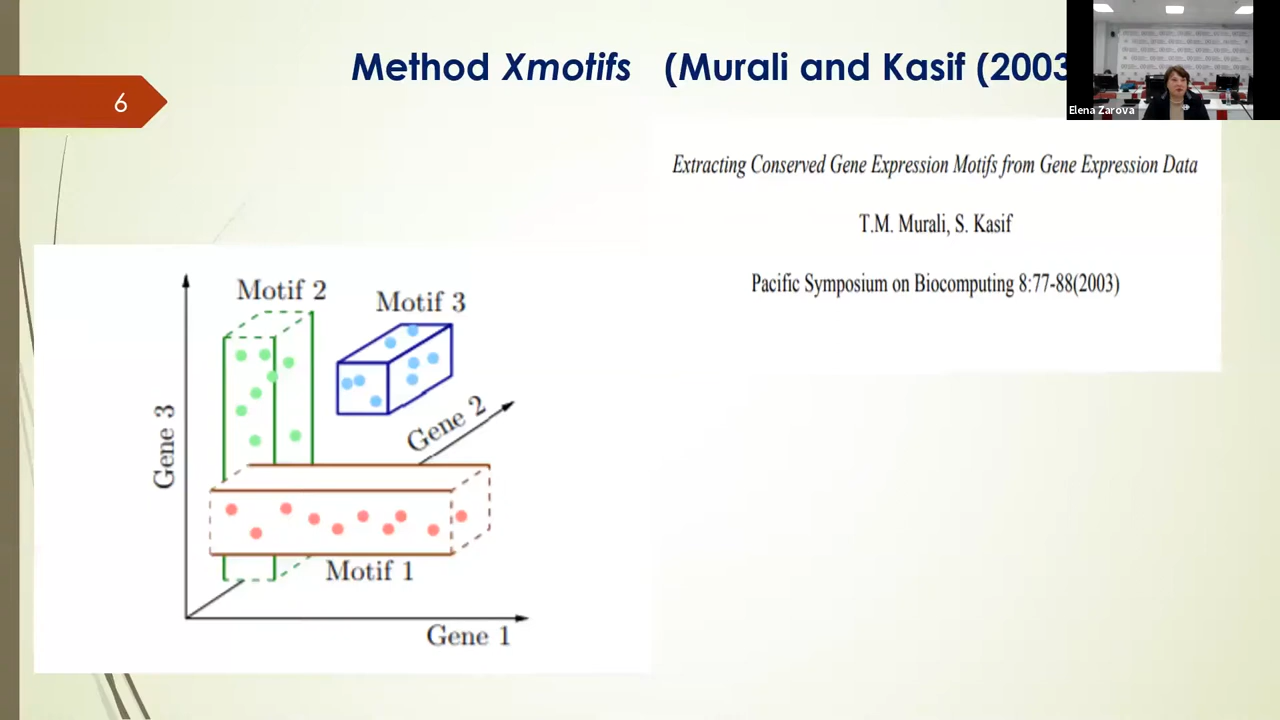 Method Xmotifs (Murali and Kasif (2003
6
Elena Zarova
Extracting Conserved Gene Expression Motifs from Gene Expression Data
T.M. Murali, S. Kasif
Pacific Symposium on Biocomputing 8:77-88(2003)
Motif 2
Motif 3
Gene 3
Gene 2
Motif 1
Gene 1